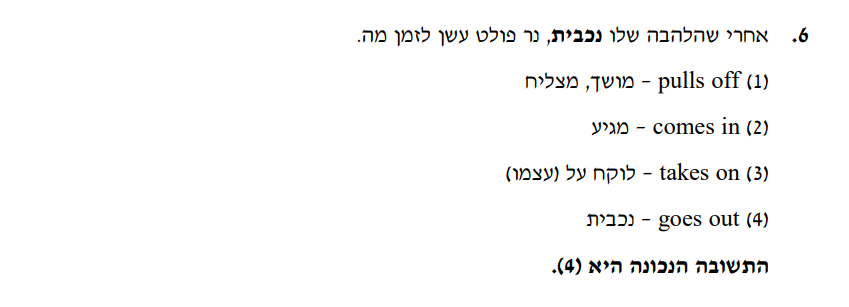 6. אחרי שהלהבה שלו נכבית, נר פולט עשן לזמן מה.
(1) pulls off – מושך, מצליח
(2) comes in – מגיע
(3) takes on – לוקח על (עצמו)
(4) goes out – נכבית
התשובה הנכונה היא (4).